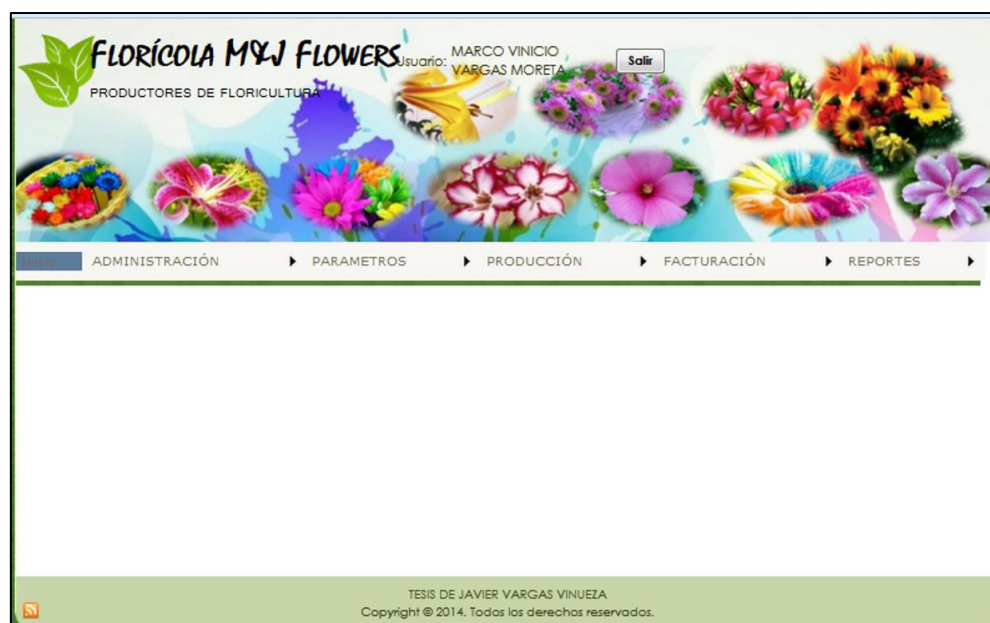 FLORÍCOLA M&J FLOWERS
PRODUCTORES DE FLORICULTURA
Usuario: MARCO VINICIO
VARGAS MORETA
Salir
Inicio ADMINISTRACIÓN PARAMETROS PRODUCCIÓN FACTURACIÓN REPORTES
TESIS DE JAVIER VARGAS VINUEZA
Copyright © 2014. Todos los derechos reservados.